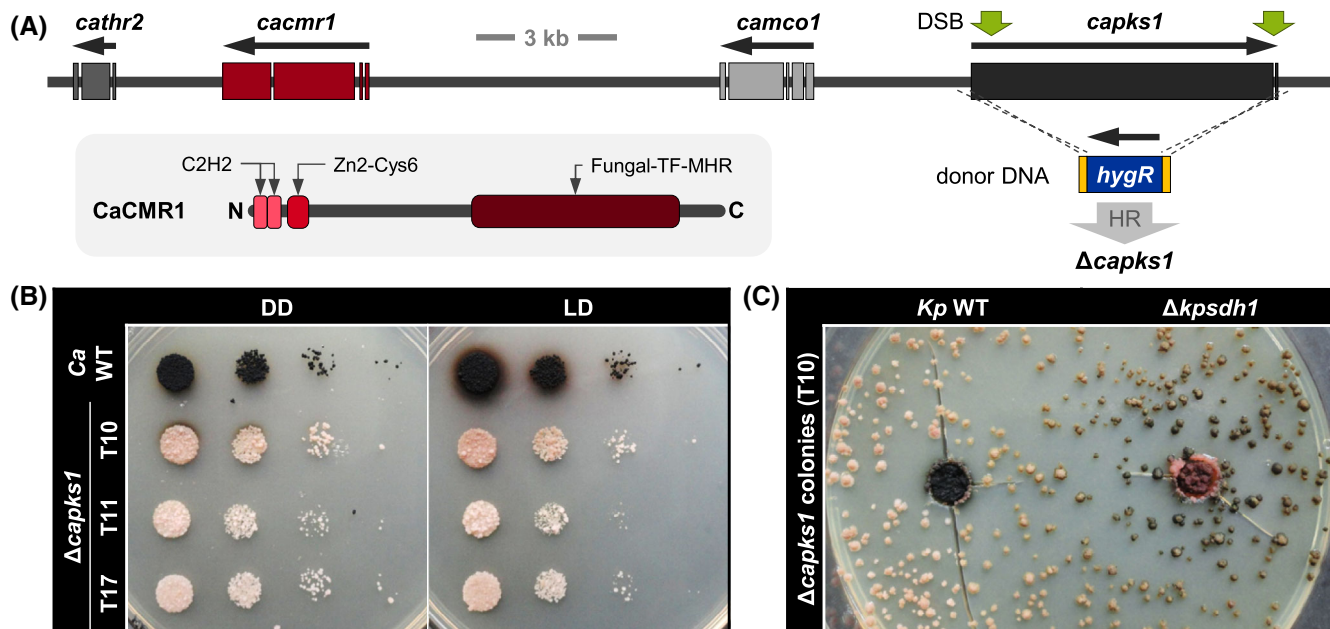 (A)
cathr2
cacmr1
3 kb
camco1
DSB
capks1
C2H2
Zn2-Cys6
Fungal-TF-MHR
CaCMR1
N
C
donor DNA
hygR
HR
Δcapks1
(B)
DD
LD
Ca
WT
Δcapks1
T10
T11
T17
(C)
Kp WT
Δkpsdh1
Δcapks1 colonies (T10)